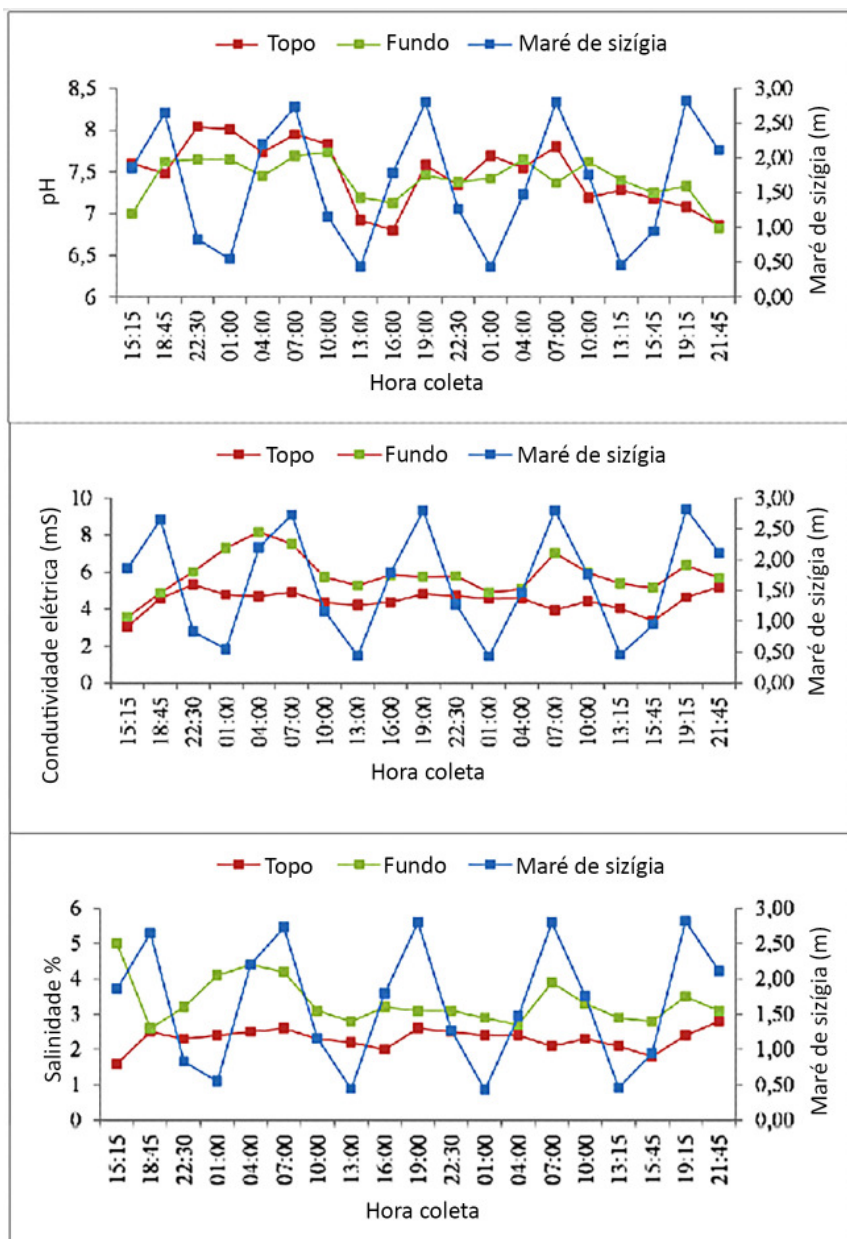 Topo Fundo Maré de sizígia
8,5
8
7,5
7
6,5
6
pH
3,00
2,50
2,00
1,50
1,00
0,50
0,00
Maré de sizígia (m)
15:15 18:45 22:30 01:00 04:00 07:00 10:00 13:00 16:00 19:00 22:30 01:00 04:00 07:00 10:00 13:15 15:45 19:15 21:45
Hora coleta
Topo Fundo Maré de sizígia
10
8
6
4
2
0
Condutividade elétrica (mS)
3,00
2,50
2,00
1,50
1,00
0,50
0,00
Maré de sizígia (m)
15:15 18:45 22:30 01:00 04:00 07:00 10:00 13:00 16:00 19:00 22:30 01:00 04:00 07:00 10:00 13:15 15:45 19:15 21:45
Hora coleta
Topo Fundo Maré de sizígia
6
5
4
3
2
1
0
Salinidade %
3,00
2,50
2,00
1,50
1,00
0,50
0,00
Maré de sizígia (m)
15:15 18:45 22:30 01:00 04:00 07:00 10:00 13:00 16:00 19:00 22:30 01:00 04:00 07:00 10:00 13:15 15:45 19:15 21:45
Hora coleta